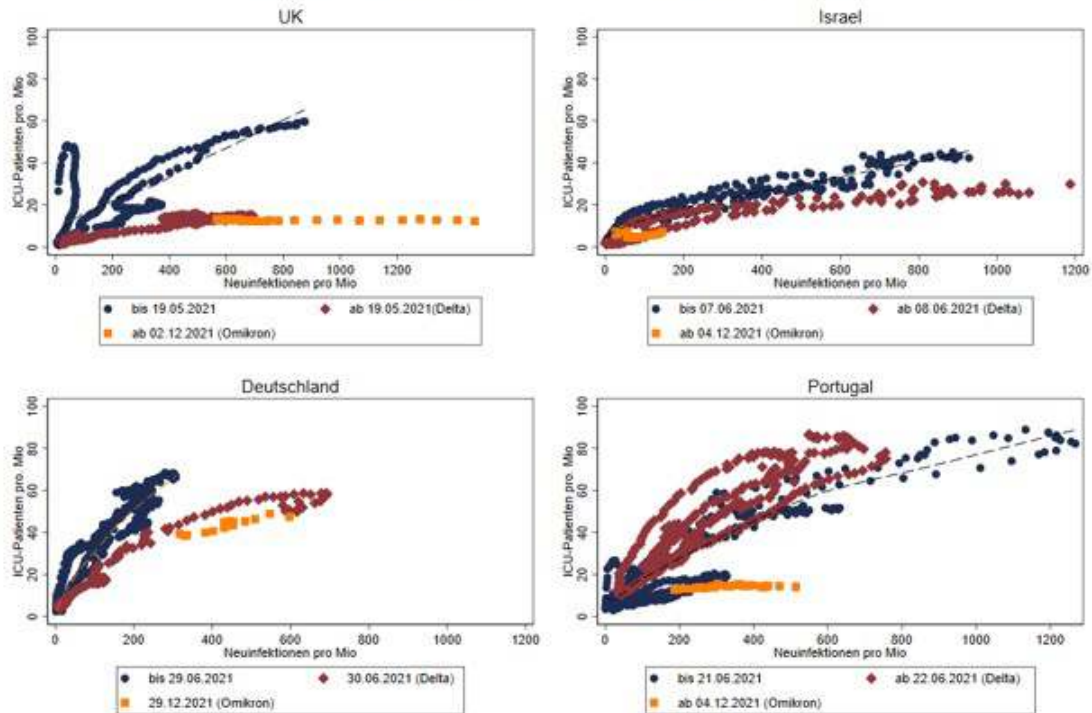 UK
ICU-Patienten pro. Mio
0 20 40 60 80 100
0 200 400 600 800 1000 1200
Neuinfektionen pro Mio
bis 19.05.2021
ab 19.05.2021(Delta)
ab 02.12.2021 (Omikron)
Israel
ICU-Patienten pro. Mio
0 20 40 60 80 100
0 200 400 600 800 1000 1200
Neuinfektionen pro Mio
bis 07.06.2021
ab 08.06.2021 (Delta)
ab 04.12.2021 (Omikron)
Deutschland
ICU-Patienten pro. Mio
0 20 40 60 80 100
0 200 400 600 800 1000 1200
Neuinfektionen pro Mio
bis 29.06.2021
30.06.2021 (Delta)
29.12.2021 (Omikron)
Portugal
ICU-Patienten pro. Mio
0 20 40 60 80 100
0 200 400 600 800 1000 1200
Neuinfektionen pro Mio
bis 21.06.2021
ab 22.06.2021 (Delta)
ab 04.12.2021 (Omikron)